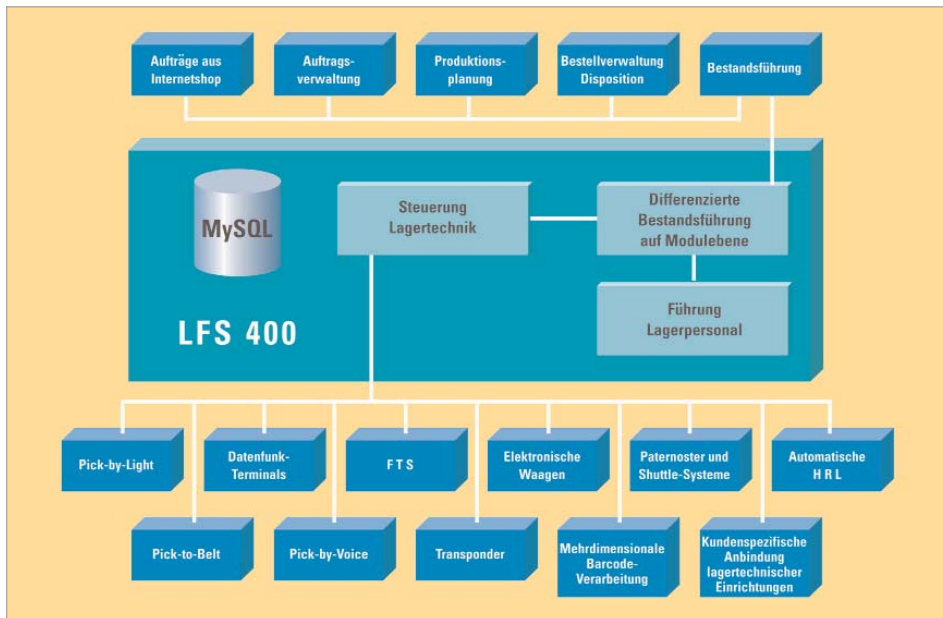 Aufträge aus
Internetshop
Auftrags-
verwaltung
Produktions-
planung
Bestellverwaltung
Disposition
Bestandsführung
MySQL
LFS 400
Steuerung
Lagertechnik
Differenzierte
Bestandsführung
auf Modulebene
Führung
Lagerpersonal
Pick-by-Light
Datenfunk-
Terminals
F T S
Elektronische
Waagen
Paternoster und
Shuttle-Systeme
Automatische
H R L
Pick-to-Belt
Pick-by-Voice
Transponder
Mehrdimensionale
Barcode-
Verarbeitung
Kundenspezifische
Anbindung
lagertechnischer
Einrichtungen